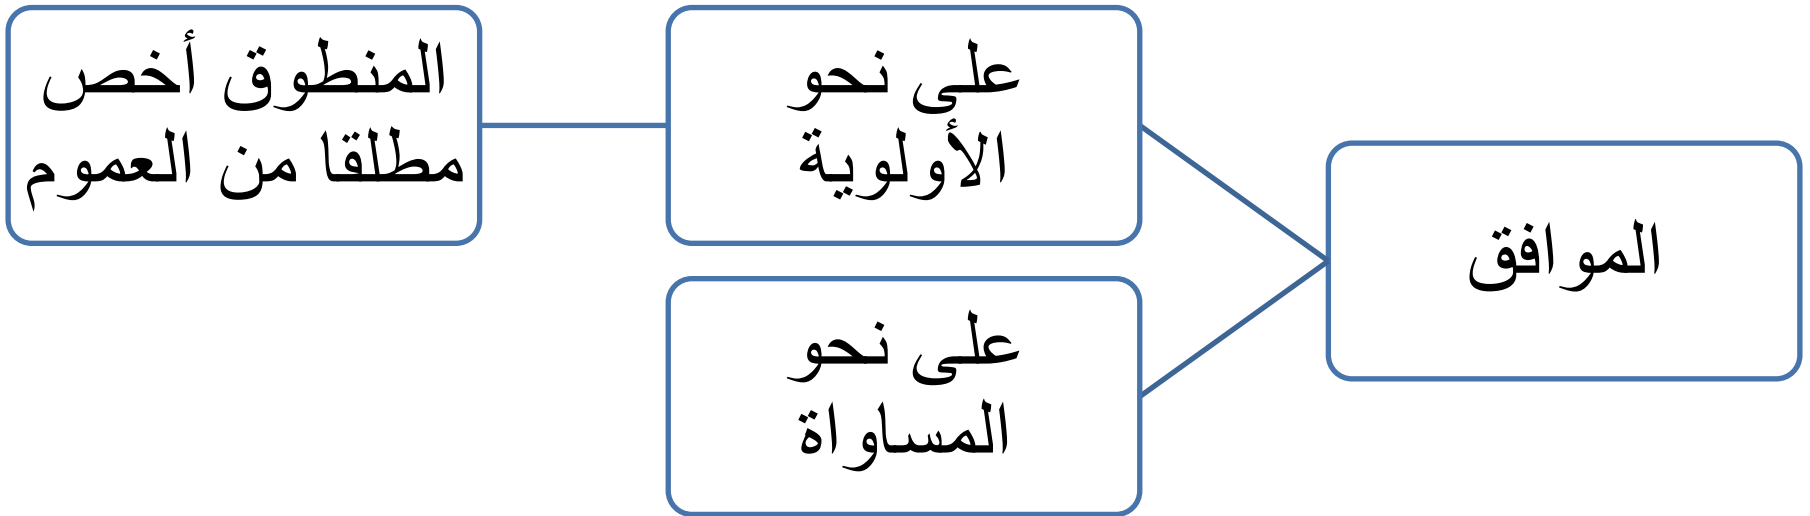 الموافق
على نحو
الأولوية
المنطوق أخص
مطلقا من العموم
على نحو
المساواة